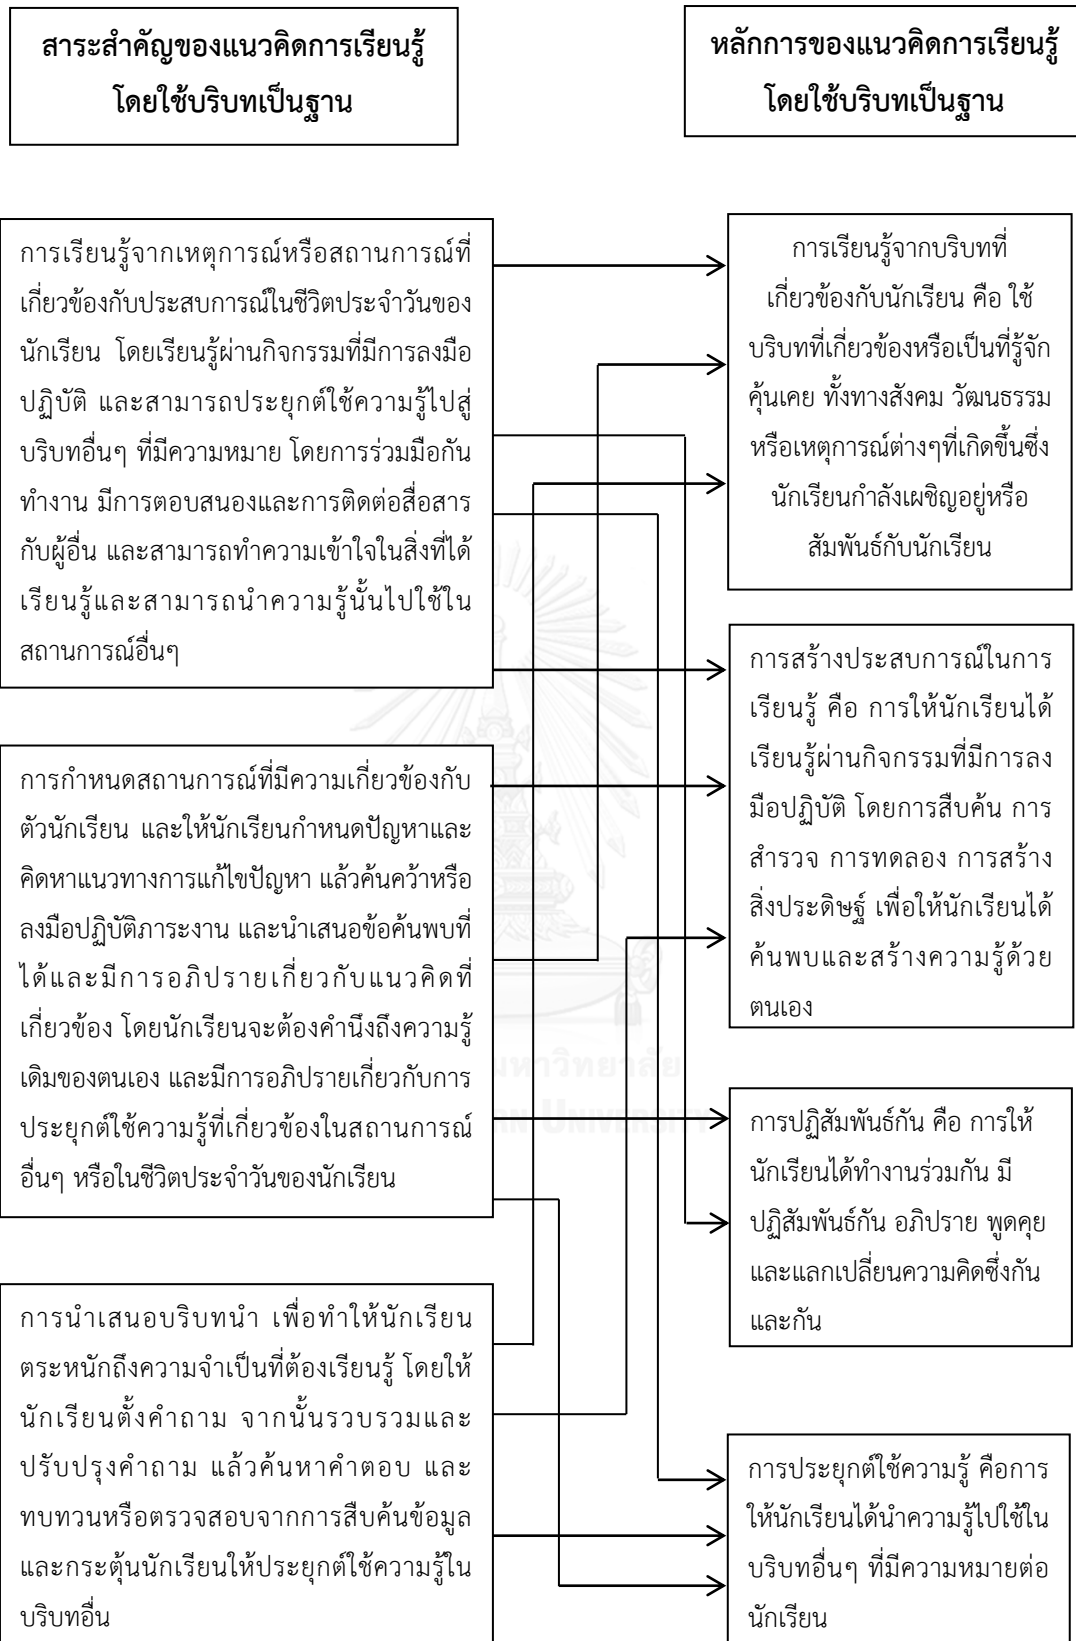 สาระสำคัญของแนวคิดการเรียนรู้
โดยใช้บริบทเป็นฐาน
หลักการของแนวคิดการเรียนรู้
โดยใช้บริบทเป็นฐาน
การเรียนรู้จากเหตุการณ์หรือสถานการณ์ที่
เกี่ยวข้องกับประสบการณ์ในชีวิตประจำวันของ
นักเรียน โดยเรียนรู้ผ่านกิจกรรมที่มีการลงมือ
ปฏิบัติ และสามารถประยุกต์ใช้ความรู้ไปสู่
บริบทอื่นๆ ที่มีความหมาย โดยการร่วมมือกัน
ทำงาน มีการตอบสนองและการติดต่อสื่อสาร
กับผู้อื่น และสามารถทำความเข้าใจในสิ่งที่ได้
เรียนรู้และสามารถนำความรู้นั้นไปใช้ใน
สถานการณ์อื่นๆ
การกำหนดสถานการณ์ที่มีความเกี่ยวข้องกับ
ตัวนักเรียน และให้นักเรียนกำหนดปัญหาและ
คิดหาแนวทางการแก้ไขปัญหา แล้วค้นคว้าหรือ
ลงมือปฏิบัติภาระงาน และนำเสนอข้อค้นพบที่
ได้และมีการอภิปรายเกี่ยวกับแนวคิดที่
เกี่ยวข้อง โดยนักเรียนจะต้องคำนึงถึงความรู้
เดิมของตนเอง และมีการอภิปรายเกี่ยวกับการ
ประยุกต์ใช้ความรู้ที่เกี่ยวข้องในสถานการณ์
อื่นๆ หรือในชีวิตประจำวันของนักเรียน
การนำเสนอบริบทนำ เพื่อทำให้นักเรียน
ตระหนักถึงความจำเป็นที่ต้องเรียนรู้ โดยให้
นักเรียนตั้งคำถาม จากนั้นรวบรวมและ
ปรับปรุงคำถาม แล้วค้นหาคำตอบ และ
ทบทวนหรือตรวจสอบจากการสืบค้นข้อมูล
และกระตุ้นนักเรียนให้ประยุกต์ใช้ความรู้ใน
บริบทอื่น
การเรียนรู้จากบริบทที่
เกี่ยวข้องกับนักเรียน คือ ใช้
บริบทที่เกี่ยวข้องหรือเป็นที่รู้จัก
คุ้นเคย ทั้งทางสังคม วัฒนธรรม
หรือเหตุการณ์ต่างๆที่เกิดขึ้นซึ่ง
นักเรียนกำลังเผชิญอยู่หรือ
สัมพันธ์กับนักเรียน
การสร้างประสบการณ์ในการ
เรียนรู้ คือ การให้นักเรียนได้
เรียนรู้ผ่านกิจกรรมที่มีการลง
มือปฏิบัติ โดยการสืบค้น การ
สำรวจ การทดลอง การสร้าง
สิ่งประดิษฐ์ เพื่อให้นักเรียนได้
ค้นพบและสร้างความรู้ด้วย
ตนเอง
การปฏิสัมพันธ์กัน คือ การให้
นักเรียนได้ทำงานร่วมกัน มี
ปฏิสัมพันธ์กัน อภิปราย พูดคุย
และแลกเปลี่ยนความคิดซึ่งกัน
และกัน
การประยุกต์ใช้ความรู้ คือการ
ให้นักเรียนได้นำความรู้ไปใช้ใน
บริบทอื่นๆ ที่มีความหมายต่อ
นักเรียน
มหาวิทยาลัย
UNIVERSITY